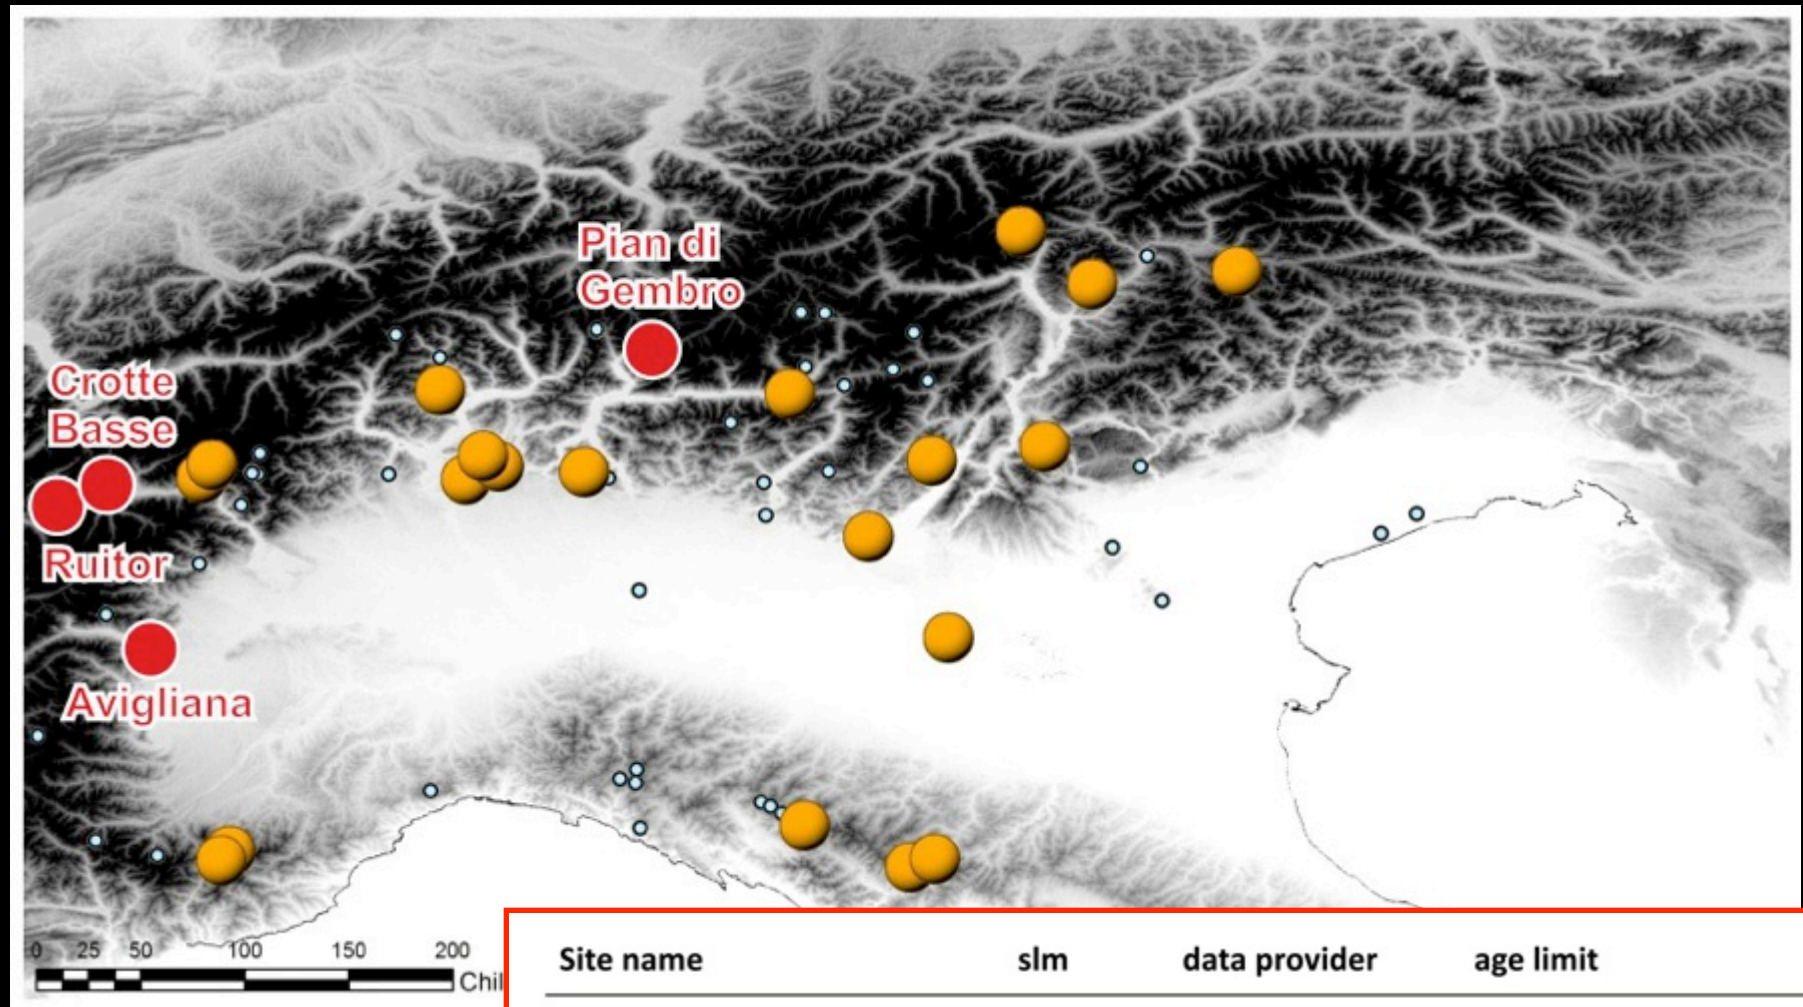 Pian di
Gembro
Crotte
Basse
Ruitor
Avigliana
0 25 50 100 150 200
Chil
Site name slm data provider age limit